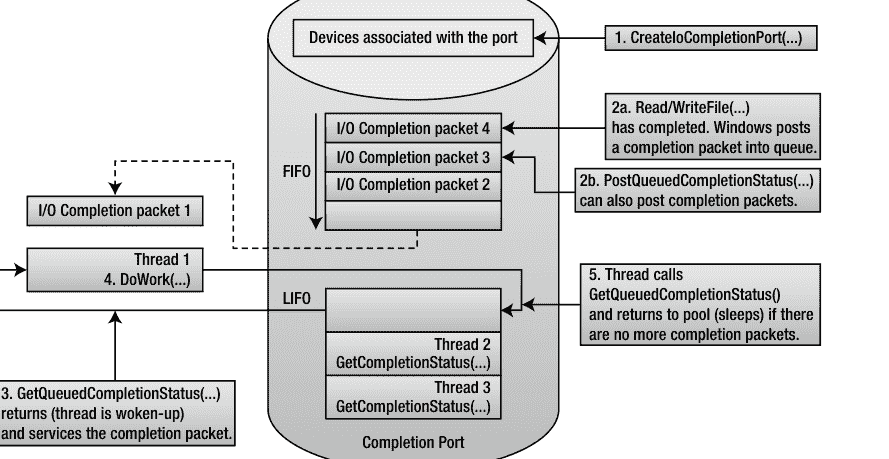 Devices associated with the port
1. CreateIoCompletionPort(...)
I/O Completion packet 4
I/O Completion packet 3
I/O Completion packet 2
FIFO
2a. Read/WriteFile(...)
has completed. Windows posts
a completion packet into queue.
2b. PostQueuedCompletionStatus(...)
can also post completion packets.
I/O Completion packet 1
Thread 1
4. DoWork(...)
LIFO
5. Thread calls
GetQueuedCompletionStatus()
and returns to pool (sleeps) if there
are no more completion packets.
Thread 2
GetCompletionStatus(...)
Thread 3
GetCompletionStatus(...)
3. GetQueuedCompletionStatus(...)
returns (thread is woken-up)
and services the completion packet.
Completion Port